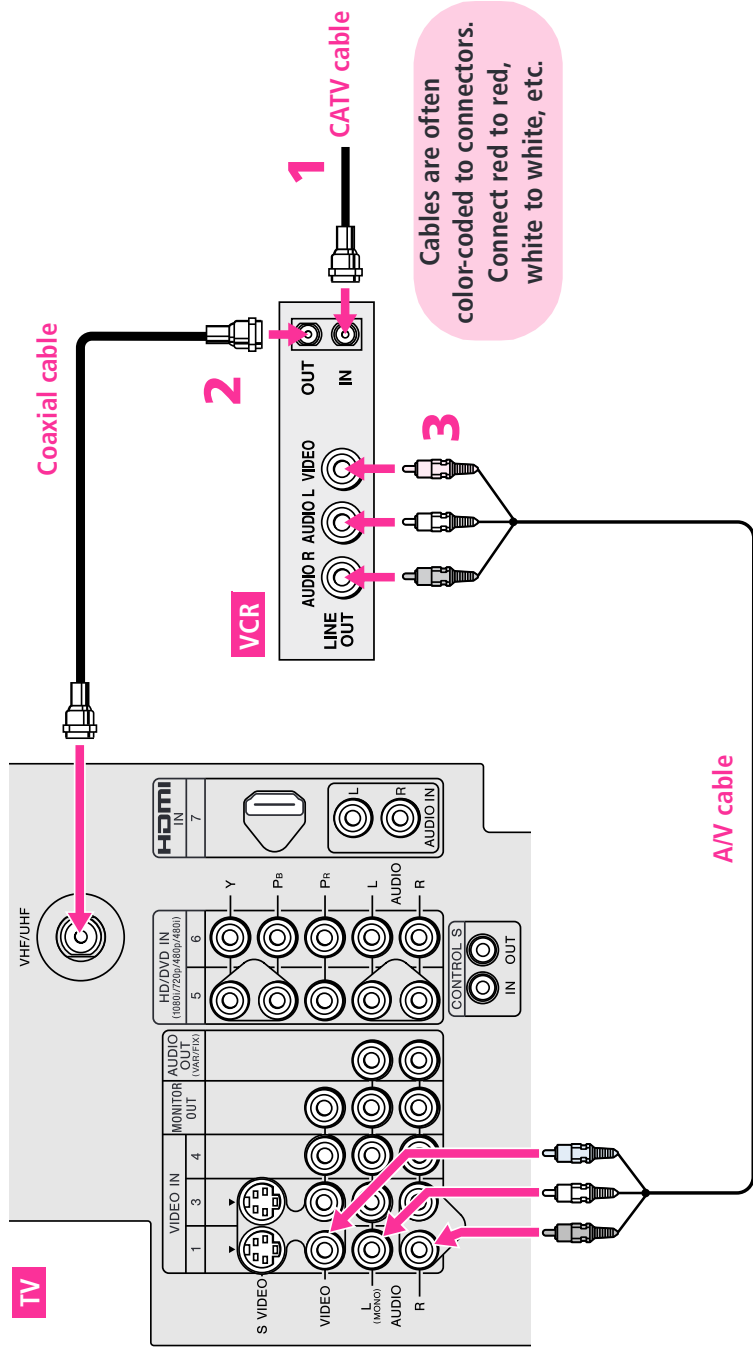 TV
VHF/UHF
VIDEO IN
1
3
4
MONITOR
OUT
AUDIO
OUT
(VAR/FIX)
HD/DVD IN
(1080i/720p/480p/480i)
5
6
HDMI
IN
7
S VIDEO
VIDEO
L
(MONO)
AUDIO
R
Y
PB
PR
L
AUDIO
R
L
R
AUDIO IN
CONTROL S
IN
OUT
Coaxial cable
VCR
LINE
OUT
AUDIO R
AUDIO L
VIDEO
OUT
IN
1
CATV cable
2
3
A/V cable
Cables are often
color-coded to connectors.
Connect red to red,
white to white, etc.